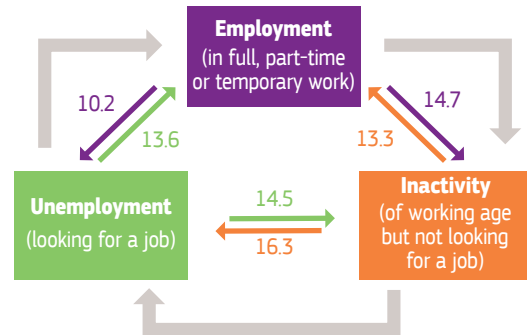 Employment
(in full, part-time
or temporary work)
10.2
13.6
14.7
13.3
Unemployment
(looking for a job)
14.5
16.3
Inactivity
(of working age
but not looking
for a job)